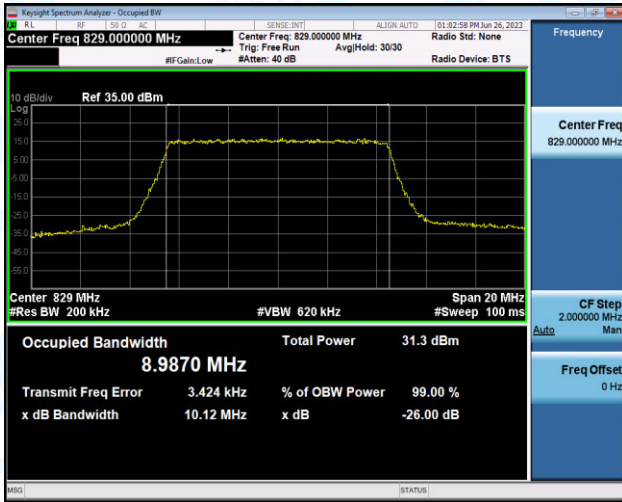 Keysight Spectrum Analyzer - Occupied BW
RL RF 50 Ω AC SENSE:INT ALIGN AUTO 01:02:58 PM Jun 26, 2023
Center Freq 829.000000 MHz
Center Freq: 829.000000 MHz Radio Std: None
Trig: Free Run Avg|Hold: 30/30
#IFGain:Low #Atten: 40 dB Radio Device: BTS
Frequency
10 dB/div Ref 35.00 dBm
Log
25.0
15.0
5.00
-5.00
-15.0
-25.0
-35.0
-45.0
-55.0
Center 829 MHz Span 20 MHz
#Res BW 200 kHz #VBW 620 kHz #Sweep 100 ms
Center Freq
829.000000 MHz
CF Step
2.000000 MHz
Auto Man
Freq Offset
0 Hz
Occupied Bandwidth Total Power 31.3 dBm
8.9870 MHz
Transmit Freq Error 3.424 kHz % of OBW Power 99.00 %
x dB Bandwidth 10.12 MHz x dB -26.00 dB
MSG STATUS